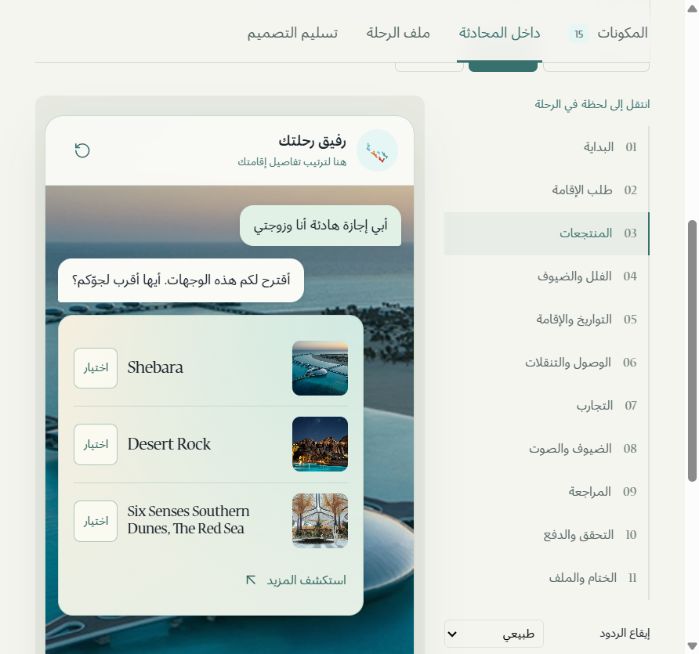 المكونات 15
داخل المحادثة
ملف الرحلة
تسليم التصميم
انتقل إلى لحظة في الرحلة
01 البداية
02 طلب الإقامة
03 المنتجعات
04 الفلل والضيوف
05 التواريخ والإقامة
06 الوصول والتنقلات
07 التجارب
08 الضيوف والصوت
09 المراجعة
10 التحقق والدفع
11 الختام والملف
إيقاع الردود
طبيعي
رفيق رحلتك
هنا لترتيب تفاصيل إقامتك
أبي إجازة هادئة أنا وزوجتي
أقترح لكم هذه الوجهات. أيها أقرب لجوّكم؟
Shebara
اختيار
Desert Rock
اختيار
Six Senses Southern
Dunes, The Red Sea
اختيار
استكشف المزيد